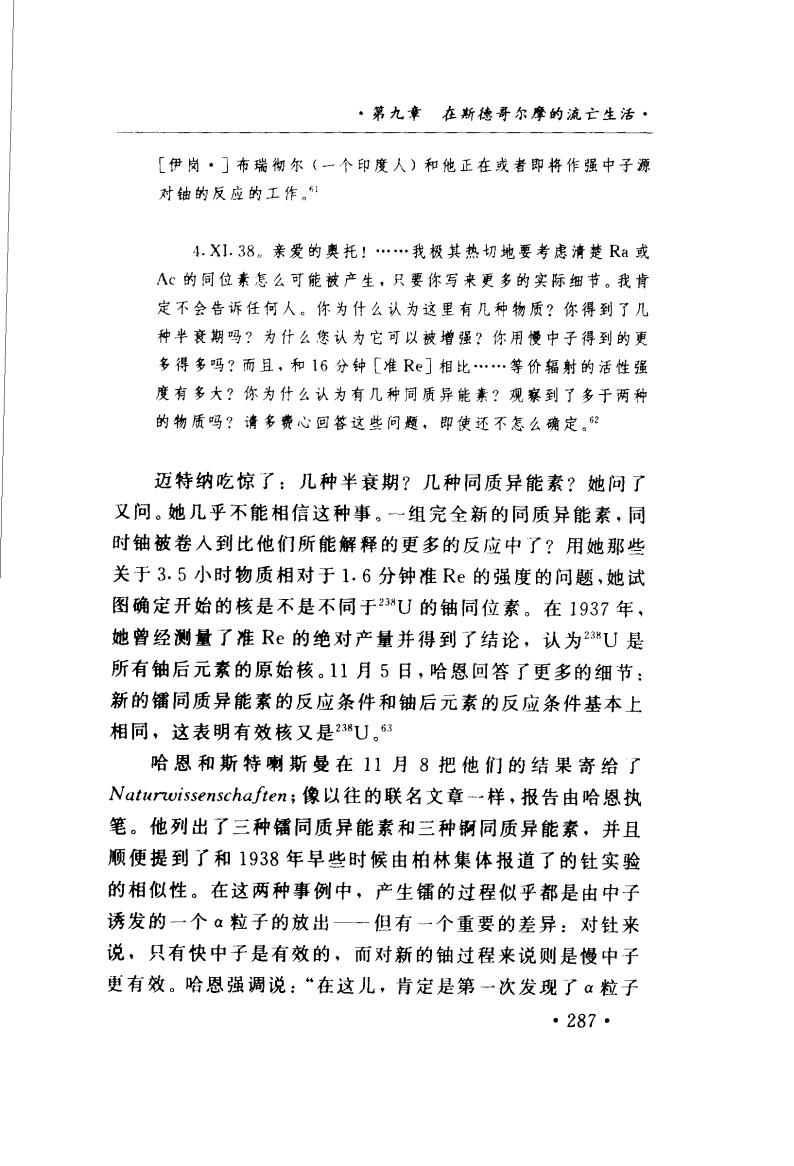 ·第九章 在斯德哥尔摩的流亡生活·
[伊岗·]布瑞彻尔(一个印度人)和他正在或者即将作强中子源
对铀的反应的工作。⁶¹
4.XI.38。亲爱的奥托!……我极其热切地要考虑清楚 Ra 或
Ac 的同位素怎么可能被产生,只要你写来更多的实际细节。我肯
定不会告诉任何人。你为什么认为这里有几种物质?你得到了几
种半衰期吗?为什么您认为它可以被增强?你用慢中子得到的更
多得多吗?而且,和 16 分钟[准 Re]相比……等价辐射的活性强
度有多大?你为什么认为有几种同质异能素?观察到了多于两种
的物质吗?请多费心回答这些问题,即使还不怎么确定。⁶²
迈特纳吃惊了:几种半衰期?几种同质异能素?她问了
又问。她几乎不能相信这种事。一组完全新的同质异能素,同
时铀被卷人到比他们所能解释的更多的反应中了?用她那些
关于 3.5 小时物质相对于 1.6 分钟准 Re 的强度的问题,她试
图确定开始的核是不是不同于²³⁸U 的铀同位素。在 1937 年,
她曾经测量了准 Re 的绝对产量并得到了结论,认为²³⁸U 是
所有铀后元素的原始核。11 月 5 日,哈恩回答了更多的细节:
新的镭同质异能素的反应条件和铀后元素的反应条件基本上
相同,这表明有效核又是²³⁸U。⁶³
哈恩和斯特喇斯曼在 11 月 8 把他们的结果寄给了
Naturwissenschaften;像以往的联名文章一样,报告由哈恩执
笔。他列出了三种镭同质异能素和三种锕同质异能素,并且
顺便提到了和 1938 年早些时候由柏林集体报道了的钍实验
的相似性。在这两种事例中,产生镭的过程似乎都是由中子
诱发的一个 α 粒子的放出——但有一个重要的差异:对钍来
说,只有快中子是有效的,而对新的铀过程来说则是慢中子
更有效。哈恩强调说:“在这儿,肯定是第一次发现了 α 粒子
·287·